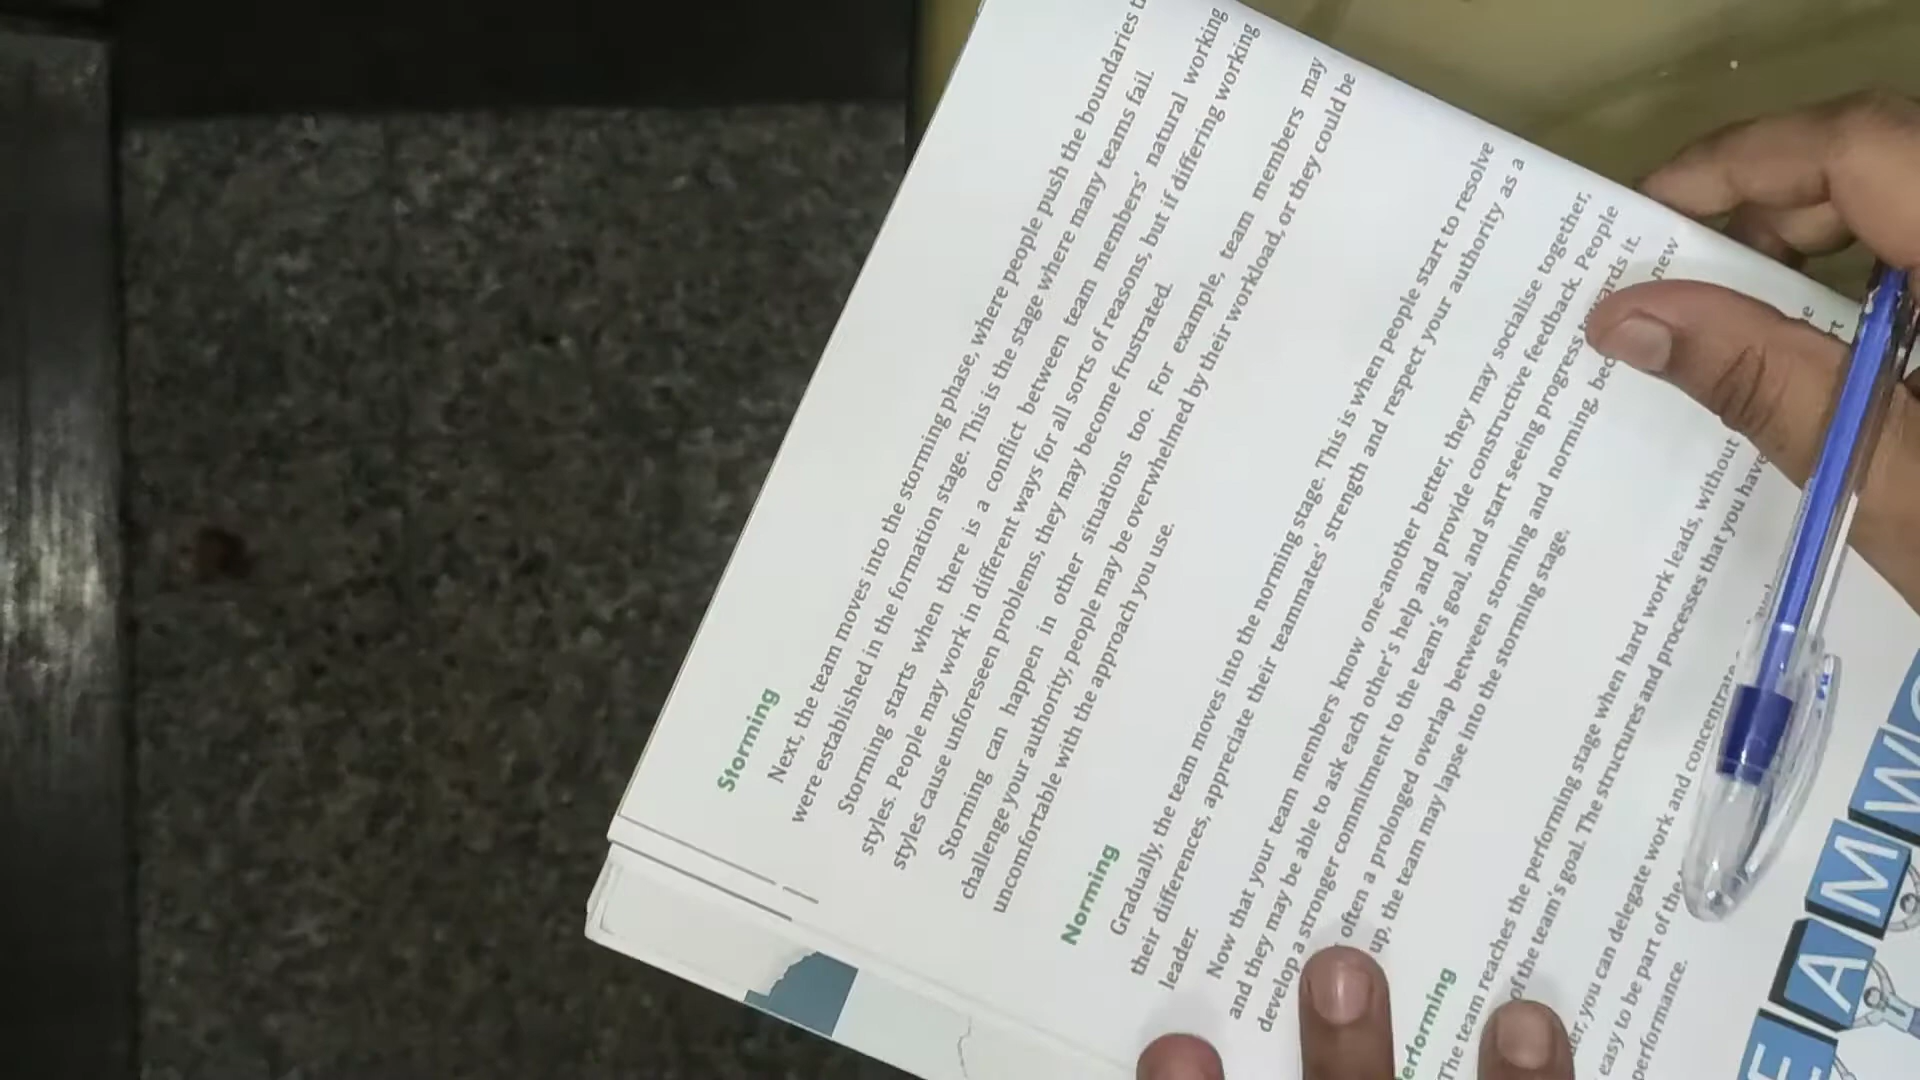 Storming
Next, the team moves into the storming phase, where people push the boundaries
were established in the formation stage. This is the stage where many teams fail.
Storming starts when there is a conflict between team members' natural working
styles. People may work in different ways for all sorts of reasons, but if differing working
styles cause unforeseen problems, they may become frustrated.
Storming can happen in other situations too. For example, team members may
challenge your authority, people may be overwhelmed by their workload, or they could be
uncomfortable with the approach you use.
Norming
Gradually, the team moves into the norming stage. This is when people start to resolve
their differences, appreciate their teammates' strength and respect your authority as a
leader.
Now that your team members know one-another better, they may socialise together,
and they may be able to ask each other's help and provide constructive feedback. People
develop a stronger commitment to the team's goal, and start seeing progress towards it.
often a prolonged overlap between storming and norming, new
up, the team may lapse into the storming stage.
erforming
The team reaches the performing stage when hard work leads, without
of the team's goal. The structures and processes that you have
you can delegate work and concentrate
easy to be part of the
performance.
E A M W